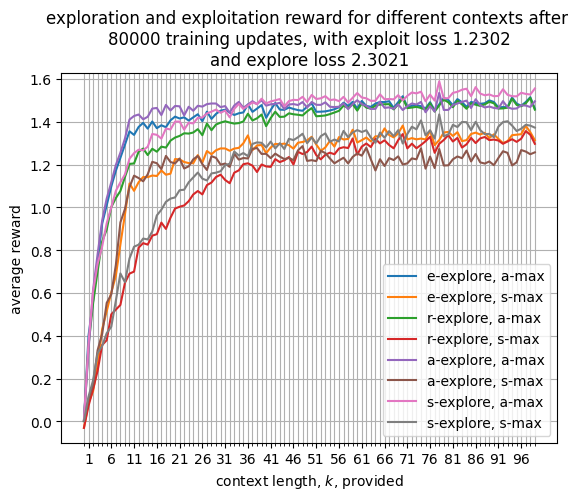 exploration and exploitation reward for different contexts after
80000 training updates, with exploit loss 1.2302
and explore loss 2.3021
1.6
1.4
1.2
1.0
0.8
0.6
0.4
0.2
0.0
average reward
e-explore, a-max
e-explore, s-max
r-explore, a-max
r-explore, s-max
a-explore, a-max
a-explore, s-max
s-explore, a-max
s-explore, s-max
1 6 11 16 21 26 31 36 41 46 51 56 61 66 71 76 81 86 91 96
context length, k, provided